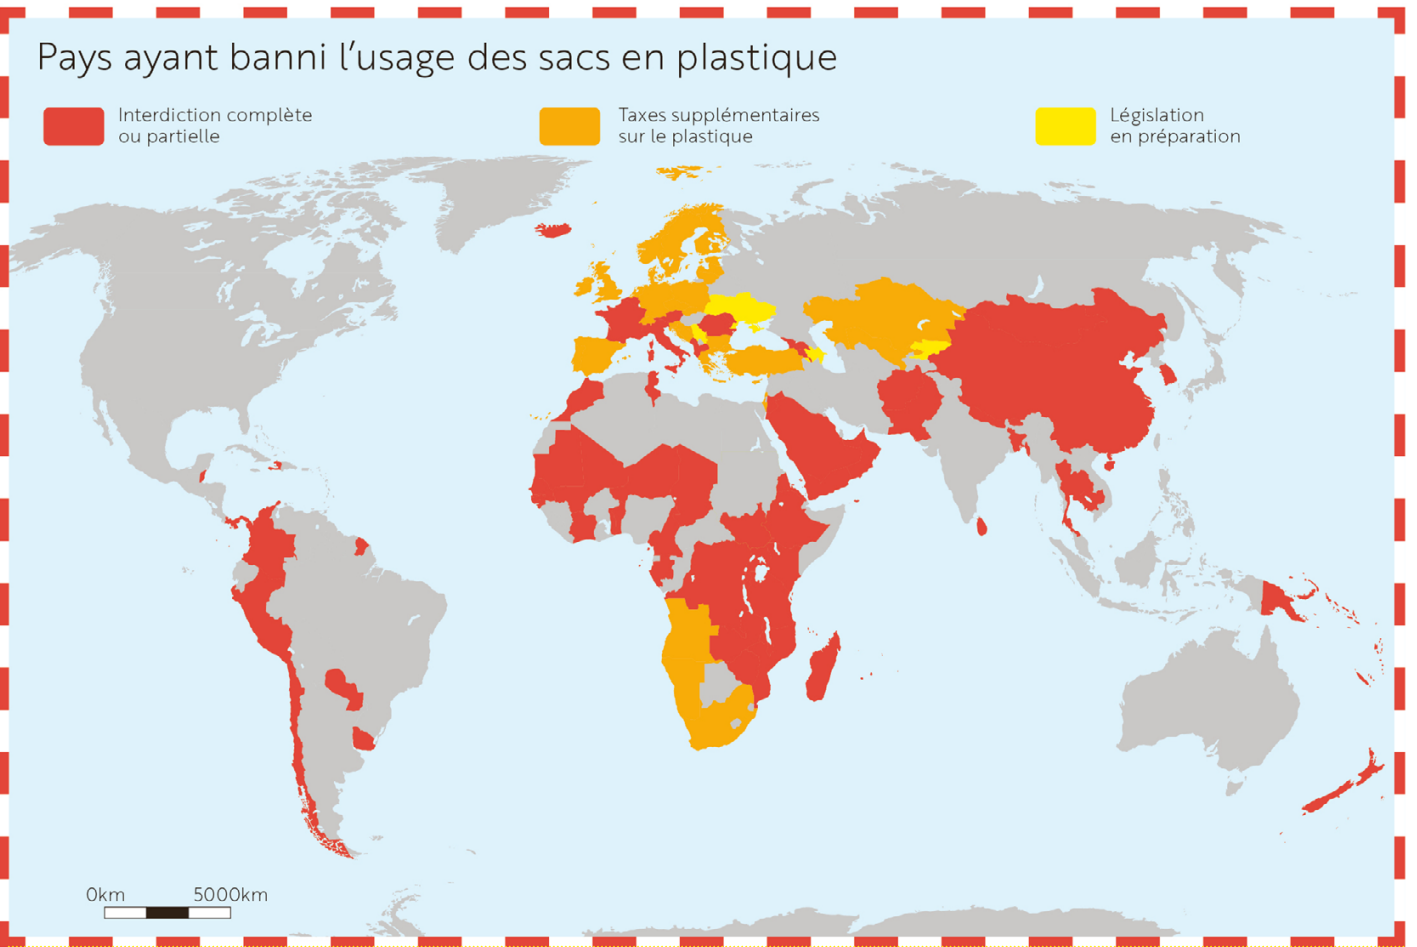 Pays ayant banni l'usage des sacs en plastique
Interdiction complète
ou partielle
Taxes supplémentaires
sur le plastique
Législation
en préparation
0km 5000km